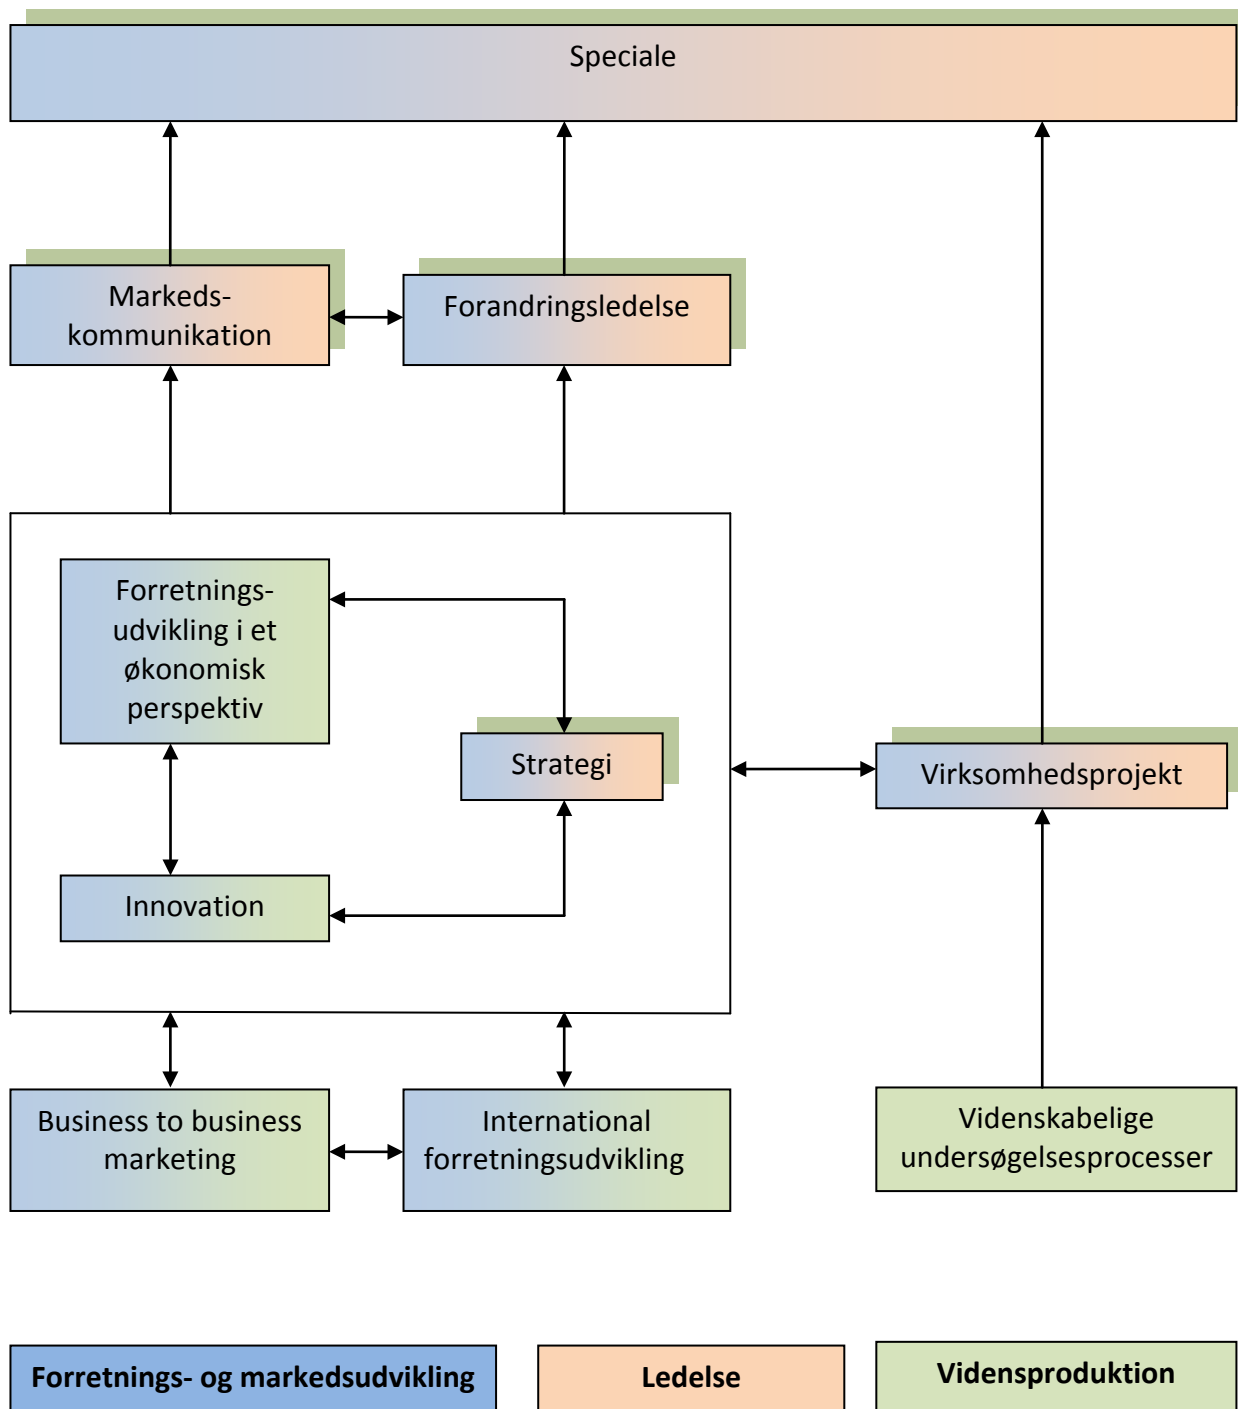 Speciale
Markeds-
kommunikation
Forandringsledelse
Forretnings-
udvikling i et
økonomisk
perspektiv
Strategi
Virksomhedsprojekt
Innovation
Business to business
marketing
International
forretningsudvikling
Videnskabelige
undersøgelsesprocesser
Forretnings- og markedsudvikling
Ledelse
Vidensproduktion